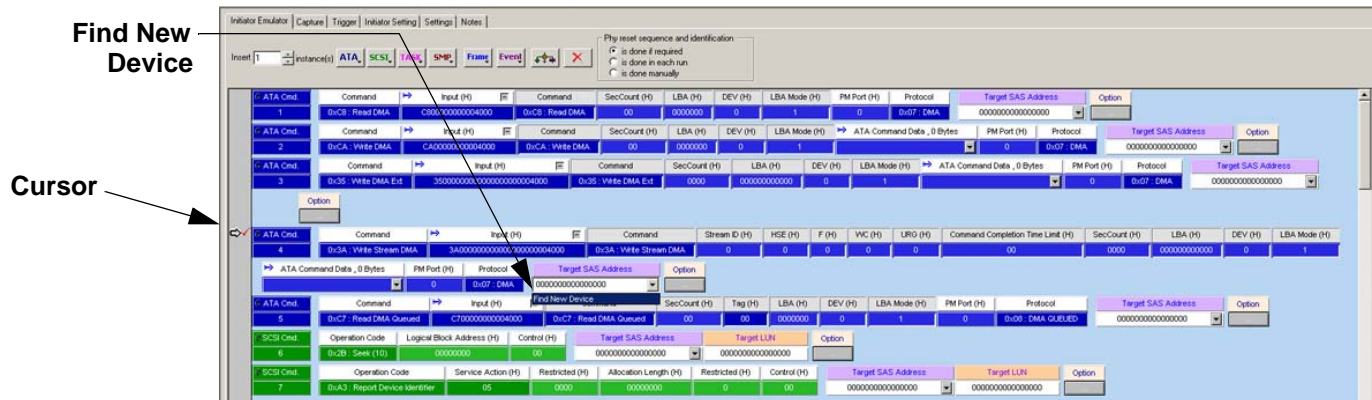 Find New
Device
Cursor
Initiator Emulator Capture Trigger Initiator Setting Settings Notes
Phy reset sequence and identification
Insert 1 instance(s) ATA SCSI TASK SMP Frame Event
is done if required
is done in each run
is done manually
ATA Cmd. Command Input (H) Command SecCount (H) LBA (H) DEV (H) LBA Mode (H) PM Port (H) Protocol Target SAS Address Option
1 0xC8 : Read DMA C800000000004000 0xC8 : Read DMA 00 0000000 0 1 0 0x07 : DMA 0000000000000000 ...
ATA Cmd. Command Input (H) Command SecCount (H) LBA (H) DEV (H) LBA Mode (H) ATA Command Data , 0 Bytes PM Port (H) Protocol Target SAS Address Option
2 0xCA : Write DMA CA00000000004000 0xCA : Write DMA 00 0000000 0 1 0 0x07 : DMA 0000000000000000 ...
ATA Cmd. Command Input (H) Command SecCount (H) LBA (H) DEV (H) LBA Mode (H) ATA Command Data , 0 Bytes PM Port (H) Protocol Target SAS Address
3 0x35 : Write DMA Ext 0x35 : Write DMA Ext 0000 000000000000 0 1 0 0x07 : DMA 0000000000000000
Option
...
ATA Cmd. Command Input (H) Command Stream ID (H) HSE (H) F (H) WC (H) URG (H) Command Completion Time Limit (H) SecCount (H) LBA (H) DEV (H) LBA Mode (H)
4 0x3A : Write Stream DMA 0x3A : Write Stream DMA 0 0 0 0 0 00 0000 000000000000 0 1
ATA Command Data , 0 Bytes PM Port (H) Protocol Target SAS Address Option
0 0x07 : DMA 0000000000000000 ...
Find New Device
ATA Cmd. Command Input (H) SecCount (H) Tag (H) LBA (H) DEV (H) LBA Mode (H) PM Port (H) Protocol Target SAS Address Option
5 0xC7 : Read DMA Queued C700000000004000 0xC7 : Read DMA Queued 00 00 0000000 0 1 0 0x08 : DMA QUEUED 0000000000000000 ...
SCSI Cmd. Operation Code Logical Block Address (H) Control (H) Target SAS Address Target LUN Option
6 0x2B : Seek (10) 00000000 00 0000000000000000 0000000000000000 ...
SCSI Cmd. Operation Code Service Action (H) Restricted (H) Allocation Length (H) Restricted (H) Control (H) Target SAS Address Target LUN Option
7 0xA3 : Report Device Identifier 05 0000 00000000 0 00 0000000000000000 0000000000000000 ...